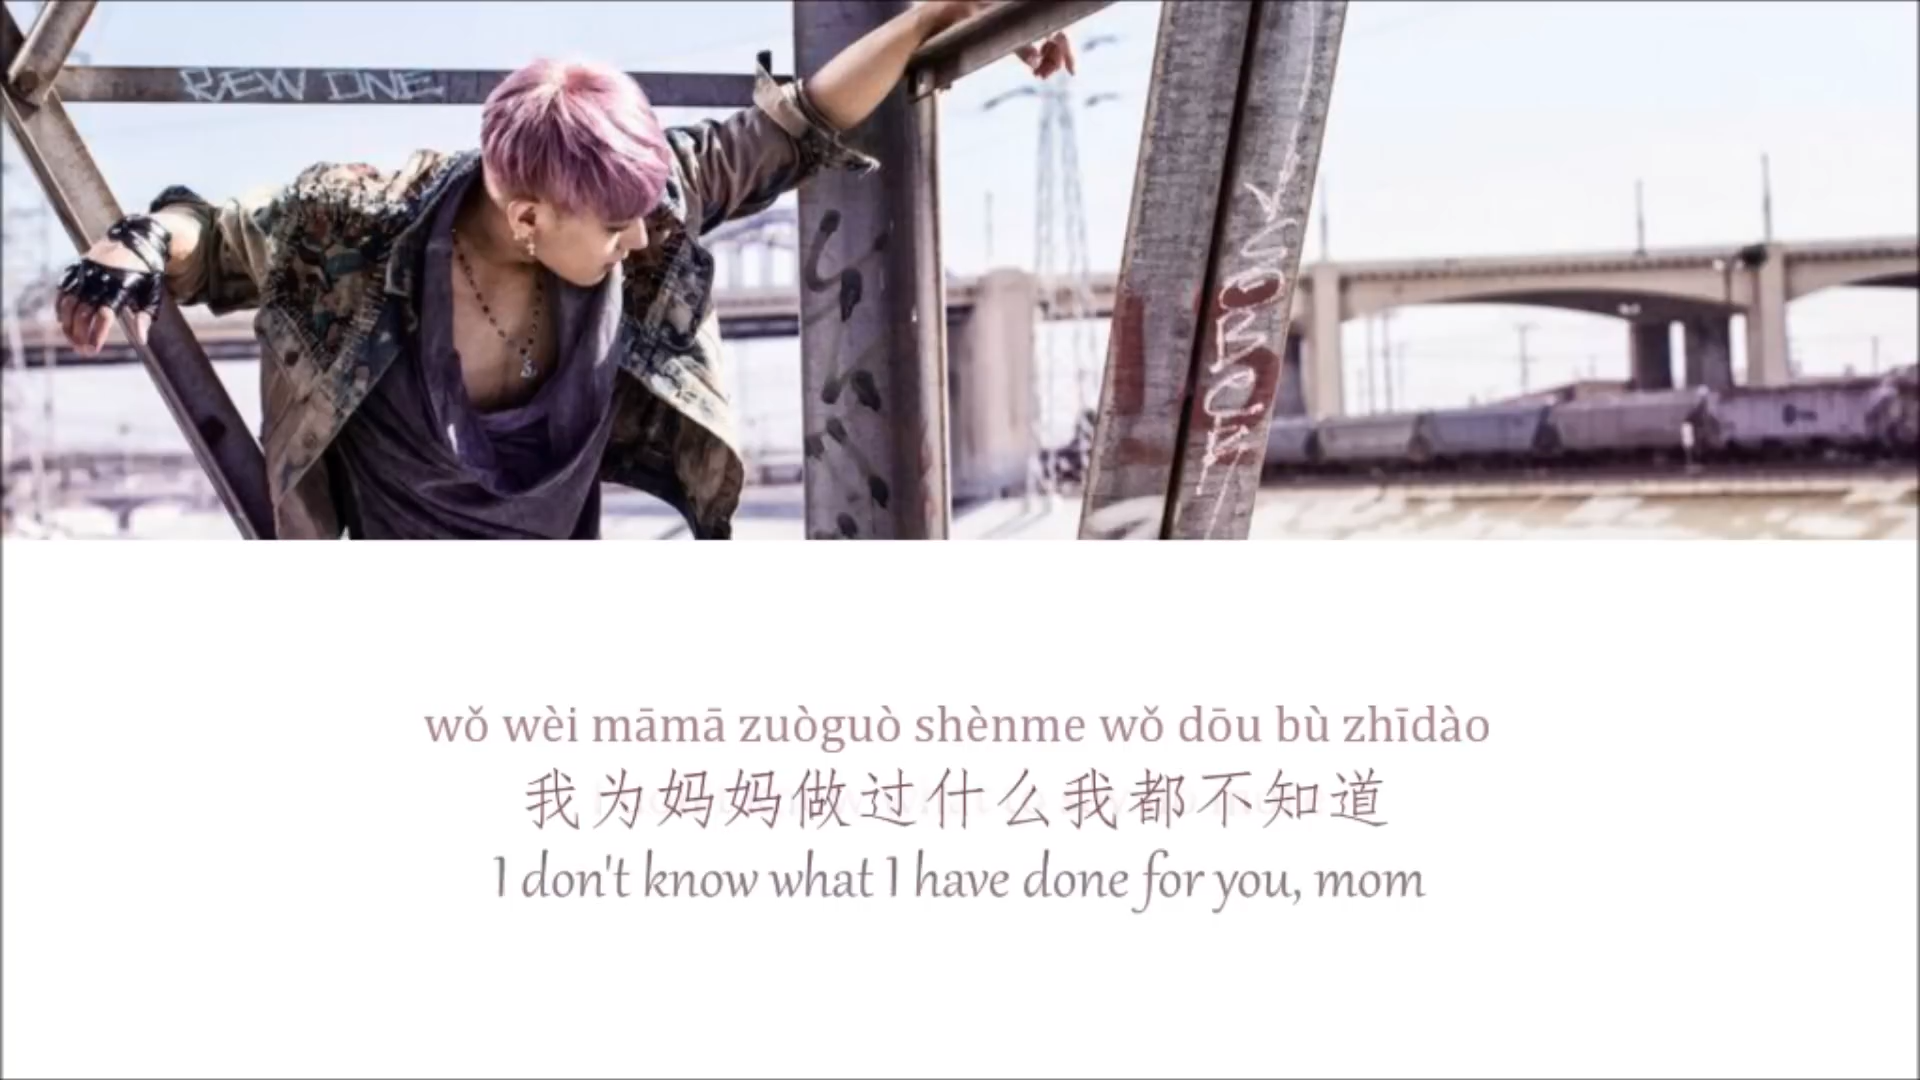 REW ONE
wǒ wèi māmā zuòguò shènme wǒ dōu bù zhīdào
我为妈妈做过什么我都不知道
I don't know what I have done for you, mom